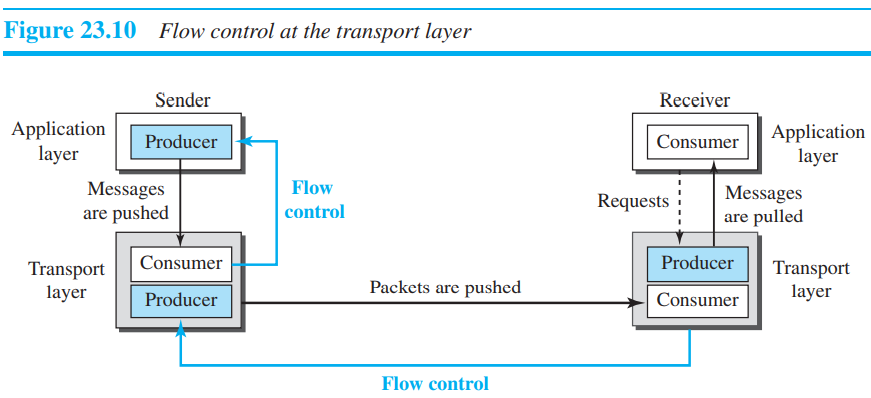 Figure 23.10 Flow control at the transport layer
Sender
Receiver
Application
layer
Producer
Consumer
Application
layer
Messages
are pushed
Flow
control
Requests
Messages
are pulled
Transport
layer
Consumer
Producer
Packets are pushed
Producer
Consumer
Transport
layer
Flow control